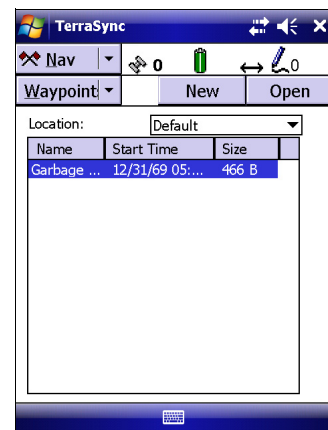 TerraSync
Nav 0 0
Waypoint New Open
Location: Default
Name Start Time Size
Garbage ... 12/31/69 05:... 466 B